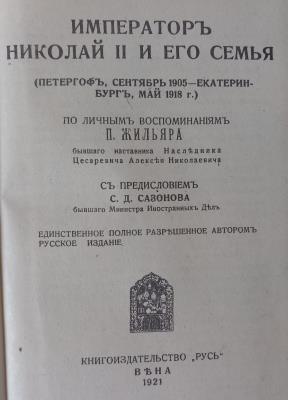 ИМПЕРАТОРЪ
НИКОЛАЙ II И ЕГО СЕМЬЯ
(ПЕТЕРГОФЪ, СЕНТЯБРЬ 1905—ЕКАТЕРИН-
БУРГЪ, МАЙ 1918 г.)
ПО ЛИЧНЫМЪ ВОСПОМИНАНІЯМЪ
П. ЖИЛЬЯРА
бывшаго наставника Наслѣдника
Цесаревича Алексѣя Николаевича
СЪ ПРЕДИСЛОВІЕМЪ
С. Д. САЗОНОВА
бывшаго Министра Иностранныхъ Дѣлъ
ЕДИНСТВЕННОЕ ПОЛНОЕ РАЗРѢШЕННОЕ АВТОРОМЪ
РУССКОЕ ИЗДАНІЕ
КНИГОИЗДАТЕЛЬСТВО „РУСЬ"
ВѢНА
1921